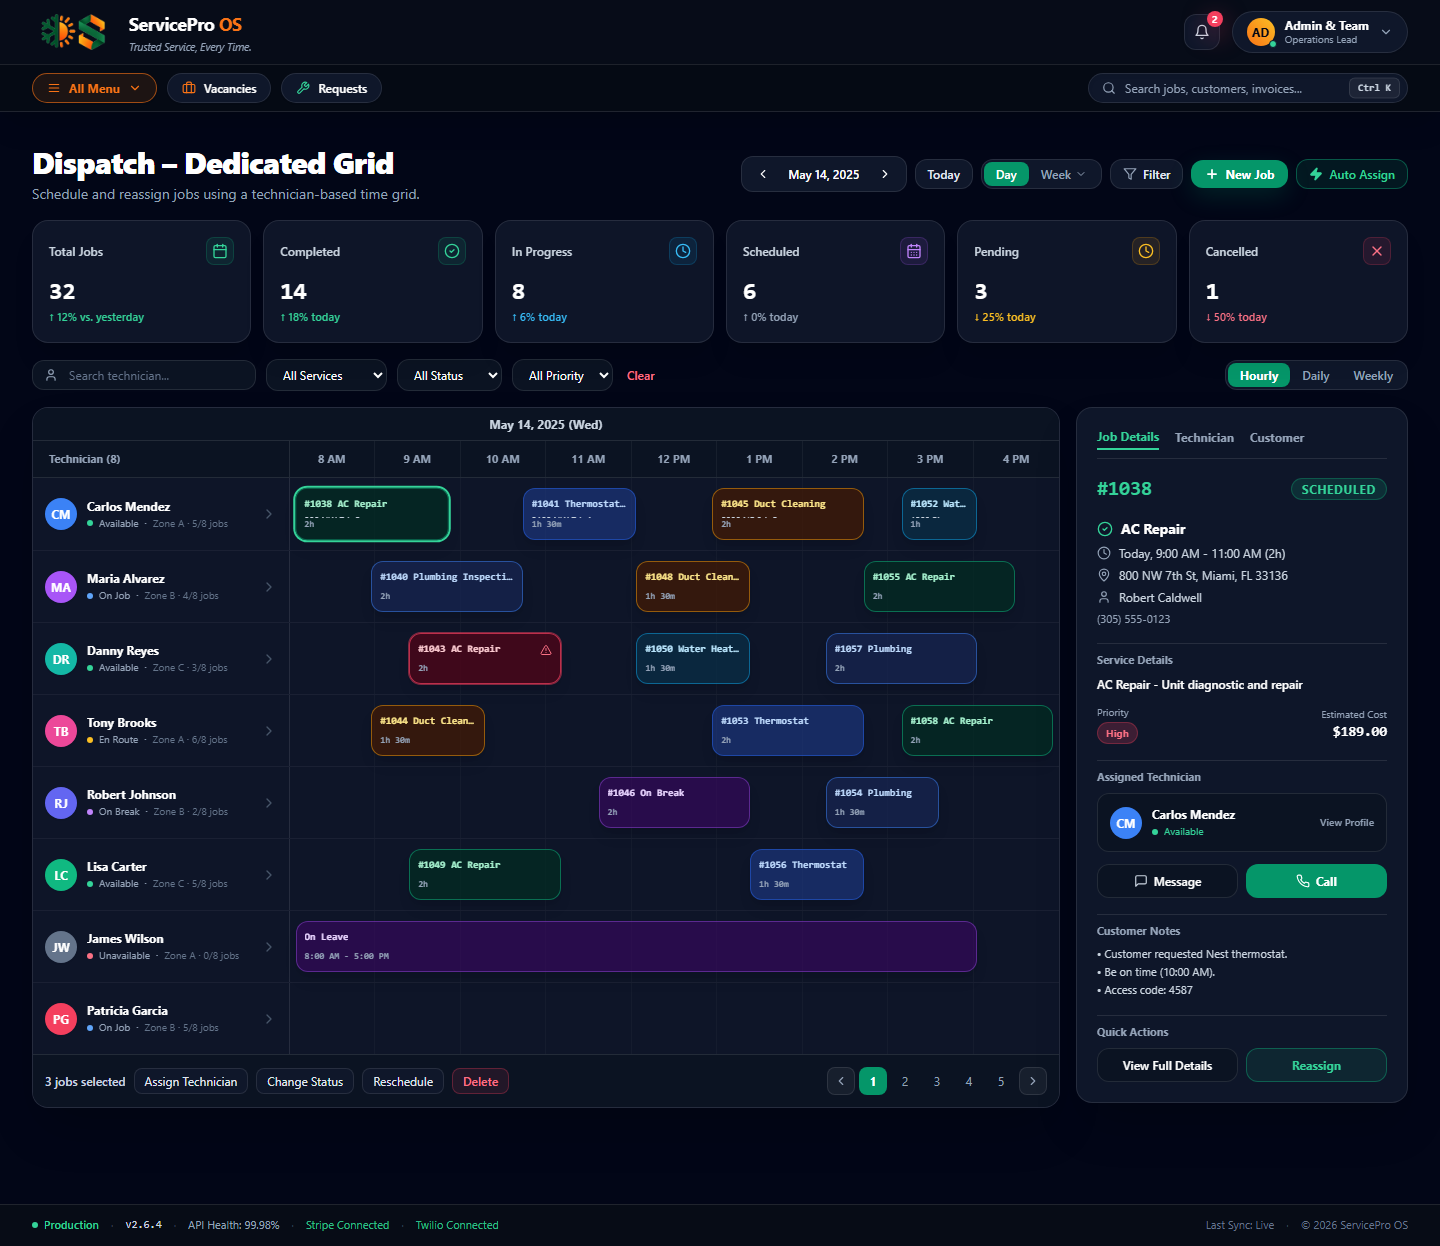 ServicePro OS
Trusted Service, Every Time.
2
AD
Admin & Team
Operations Lead
All Menu
Vacancies
Requests
Search jobs, customers, invoices...
Ctrl K
Dispatch – Dedicated Grid
Schedule and reassign jobs using a technician-based time grid.
May 14, 2025
Today
Day
Week
Filter
New Job
Auto Assign
Total Jobs
32
↑ 12% vs. yesterday
Completed
14
↑ 18% today
In Progress
8
↑ 6% today
Scheduled
6
↑ 0% today
Pending
3
↓ 25% today
Cancelled
1
↓ 50% today
Search technician...
All Services
All Status
All Priority
Clear
Hourly
Daily
Weekly
May 14, 2025 (Wed)
Technician (8)
8 AM
9 AM
10 AM
11 AM
12 PM
1 PM
2 PM
3 PM
4 PM
CM
Carlos Mendez
Available · Zone A · 5/8 jobs
#1038 AC Repair
2h
#1041 Thermostat…
1h 30m
#1045 Duct Cleaning
2h
#1052 Wat…
1h
MA
Maria Alvarez
On Job · Zone B · 4/8 jobs
#1040 Plumbing Inspecti…
2h
#1048 Duct Clean…
1h 30m
#1055 AC Repair
2h
DR
Danny Reyes
Available · Zone C · 3/8 jobs
#1043 AC Repair
2h
#1050 Water Heat…
1h 30m
#1057 Plumbing
2h
TB
Tony Brooks
En Route · Zone A · 6/8 jobs
#1044 Duct Clean…
1h 30m
#1053 Thermostat
2h
#1058 AC Repair
2h
RJ
Robert Johnson
On Break · Zone B · 2/8 jobs
#1046 On Break
2h
#1054 Plumbing
1h 30m
LC
Lisa Carter
Available · Zone C · 5/8 jobs
#1049 AC Repair
2h
#1056 Thermostat
1h 30m
JW
James Wilson
Unavailable · Zone A · 0/8 jobs
On Leave
8:00 AM - 5:00 PM
PG
Patricia Garcia
On Job · Zone B · 5/8 jobs
3 jobs selected
Assign Technician
Change Status
Reschedule
Delete
1
2
3
4
5
Job Details
Technician
Customer
#1038
SCHEDULED
AC Repair
Today, 9:00 AM - 11:00 AM (2h)
800 NW 7th St, Miami, FL 33136
Robert Caldwell
(305) 555-0123
Service Details
AC Repair - Unit diagnostic and repair
Priority
High
Estimated Cost
$189.00
Assigned Technician
CM
Carlos Mendez
Available
View Profile
Message
Call
Customer Notes
• Customer requested Nest thermostat.
• Be on time (10:00 AM).
• Access code: 4587
Quick Actions
View Full Details
Reassign
Production · v2.6.4 · API Health: 99.98% · Stripe Connected · Twilio Connected
Last Sync: Live · © 2026 ServicePro OS